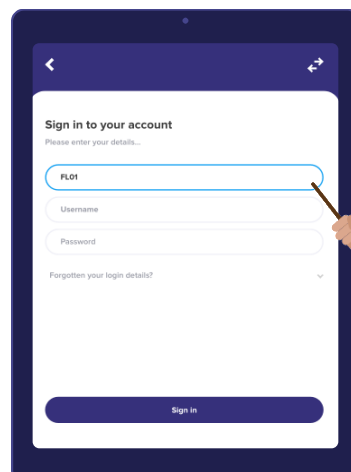 Sign in to your account
Please enter your details...
FL01
Username
Password
Forgotten your login details?
Sign in